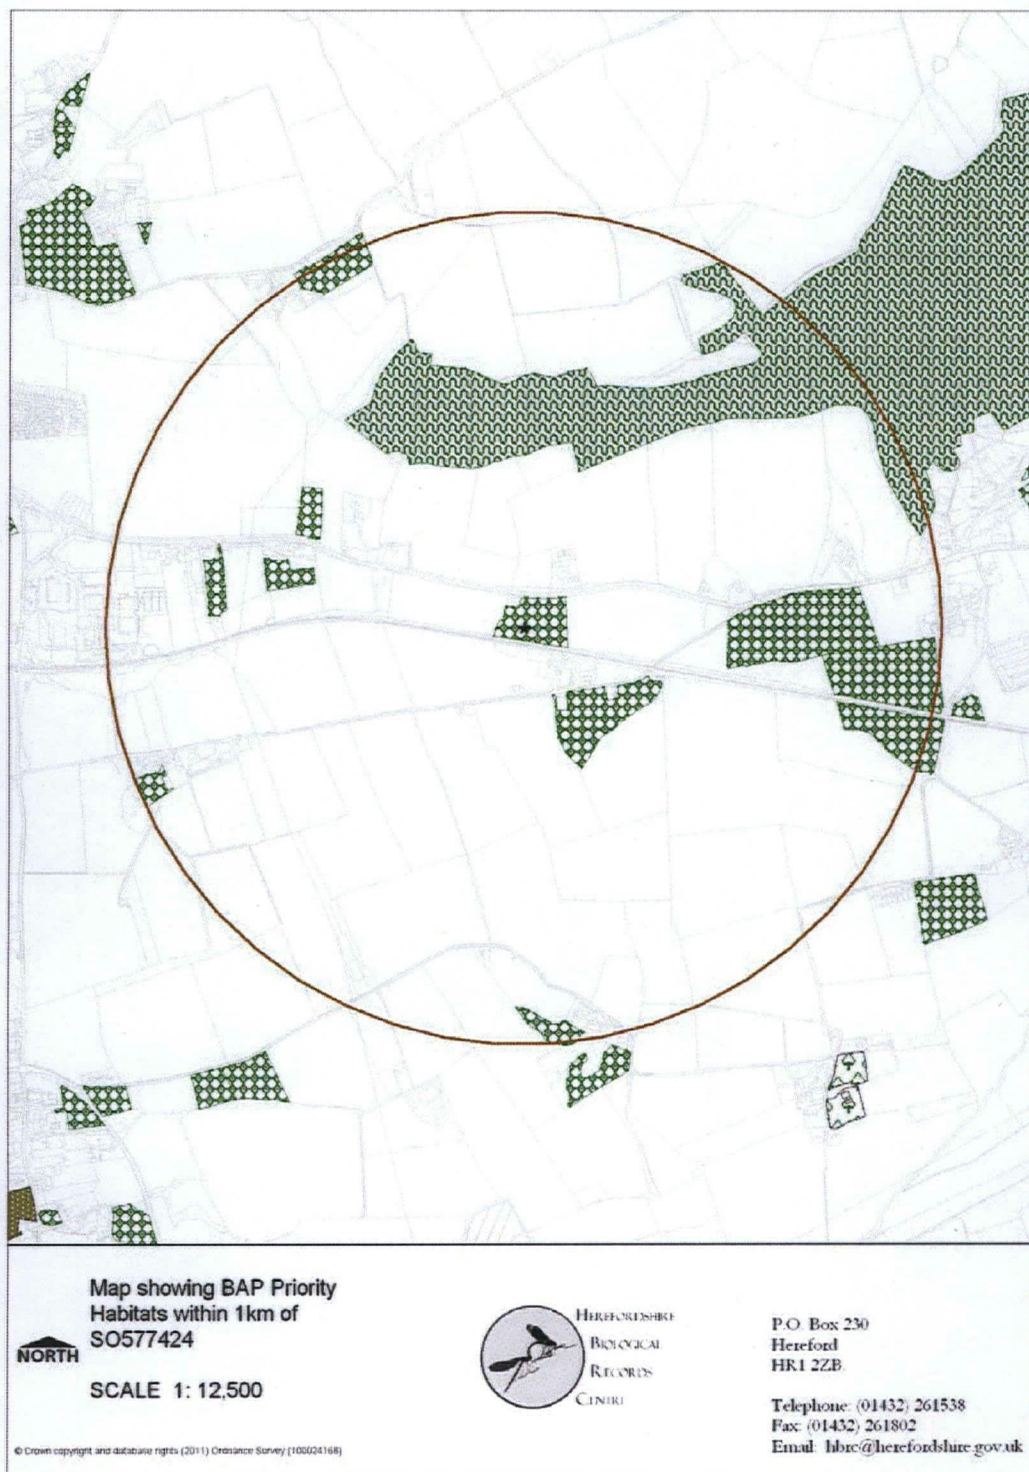 Map showing BAP Priority
Habitats within 1km of
SO577424
NORTH
SCALE 1: 12,500
© Crown copyright and database rights (2011) Ordnance Survey (100024168)
HEREFORDSHIRE
BIOLOGICAL
RECORDS
CENTRE
P.O. Box 230
Hereford
HR1 2ZB
Telephone: (01432) 261538
Fax: (01432) 261802
Email: hbrc@herefordshire.gov.uk